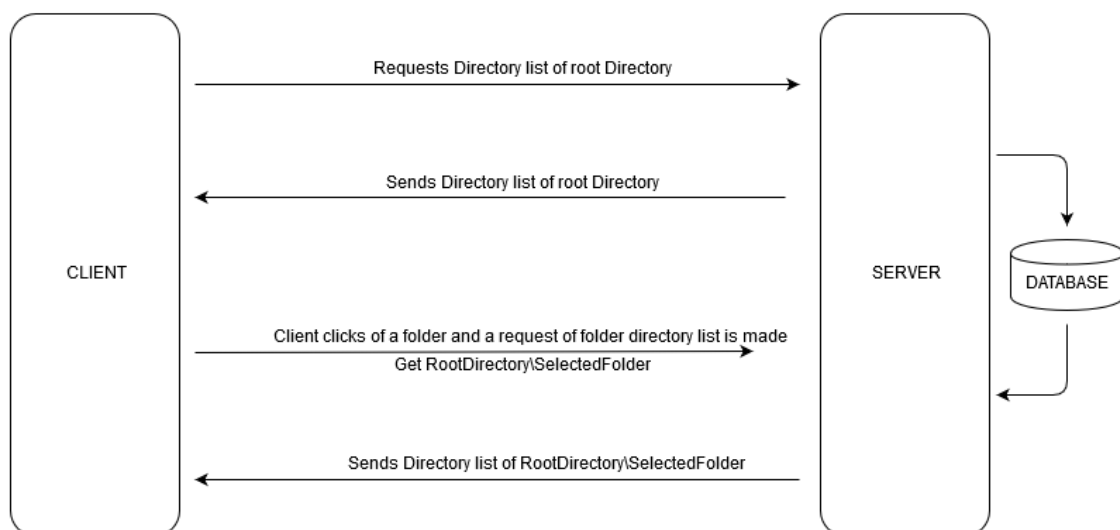 Requests Directory list of root Directory
Sends Directory list of root Directory
CLIENT
SERVER
DATABASE
Client clicks of a folder and a request of folder directory list is made
Get RootDirectory\SelectedFolder
Sends Directory list of RootDirectory\SelectedFolder